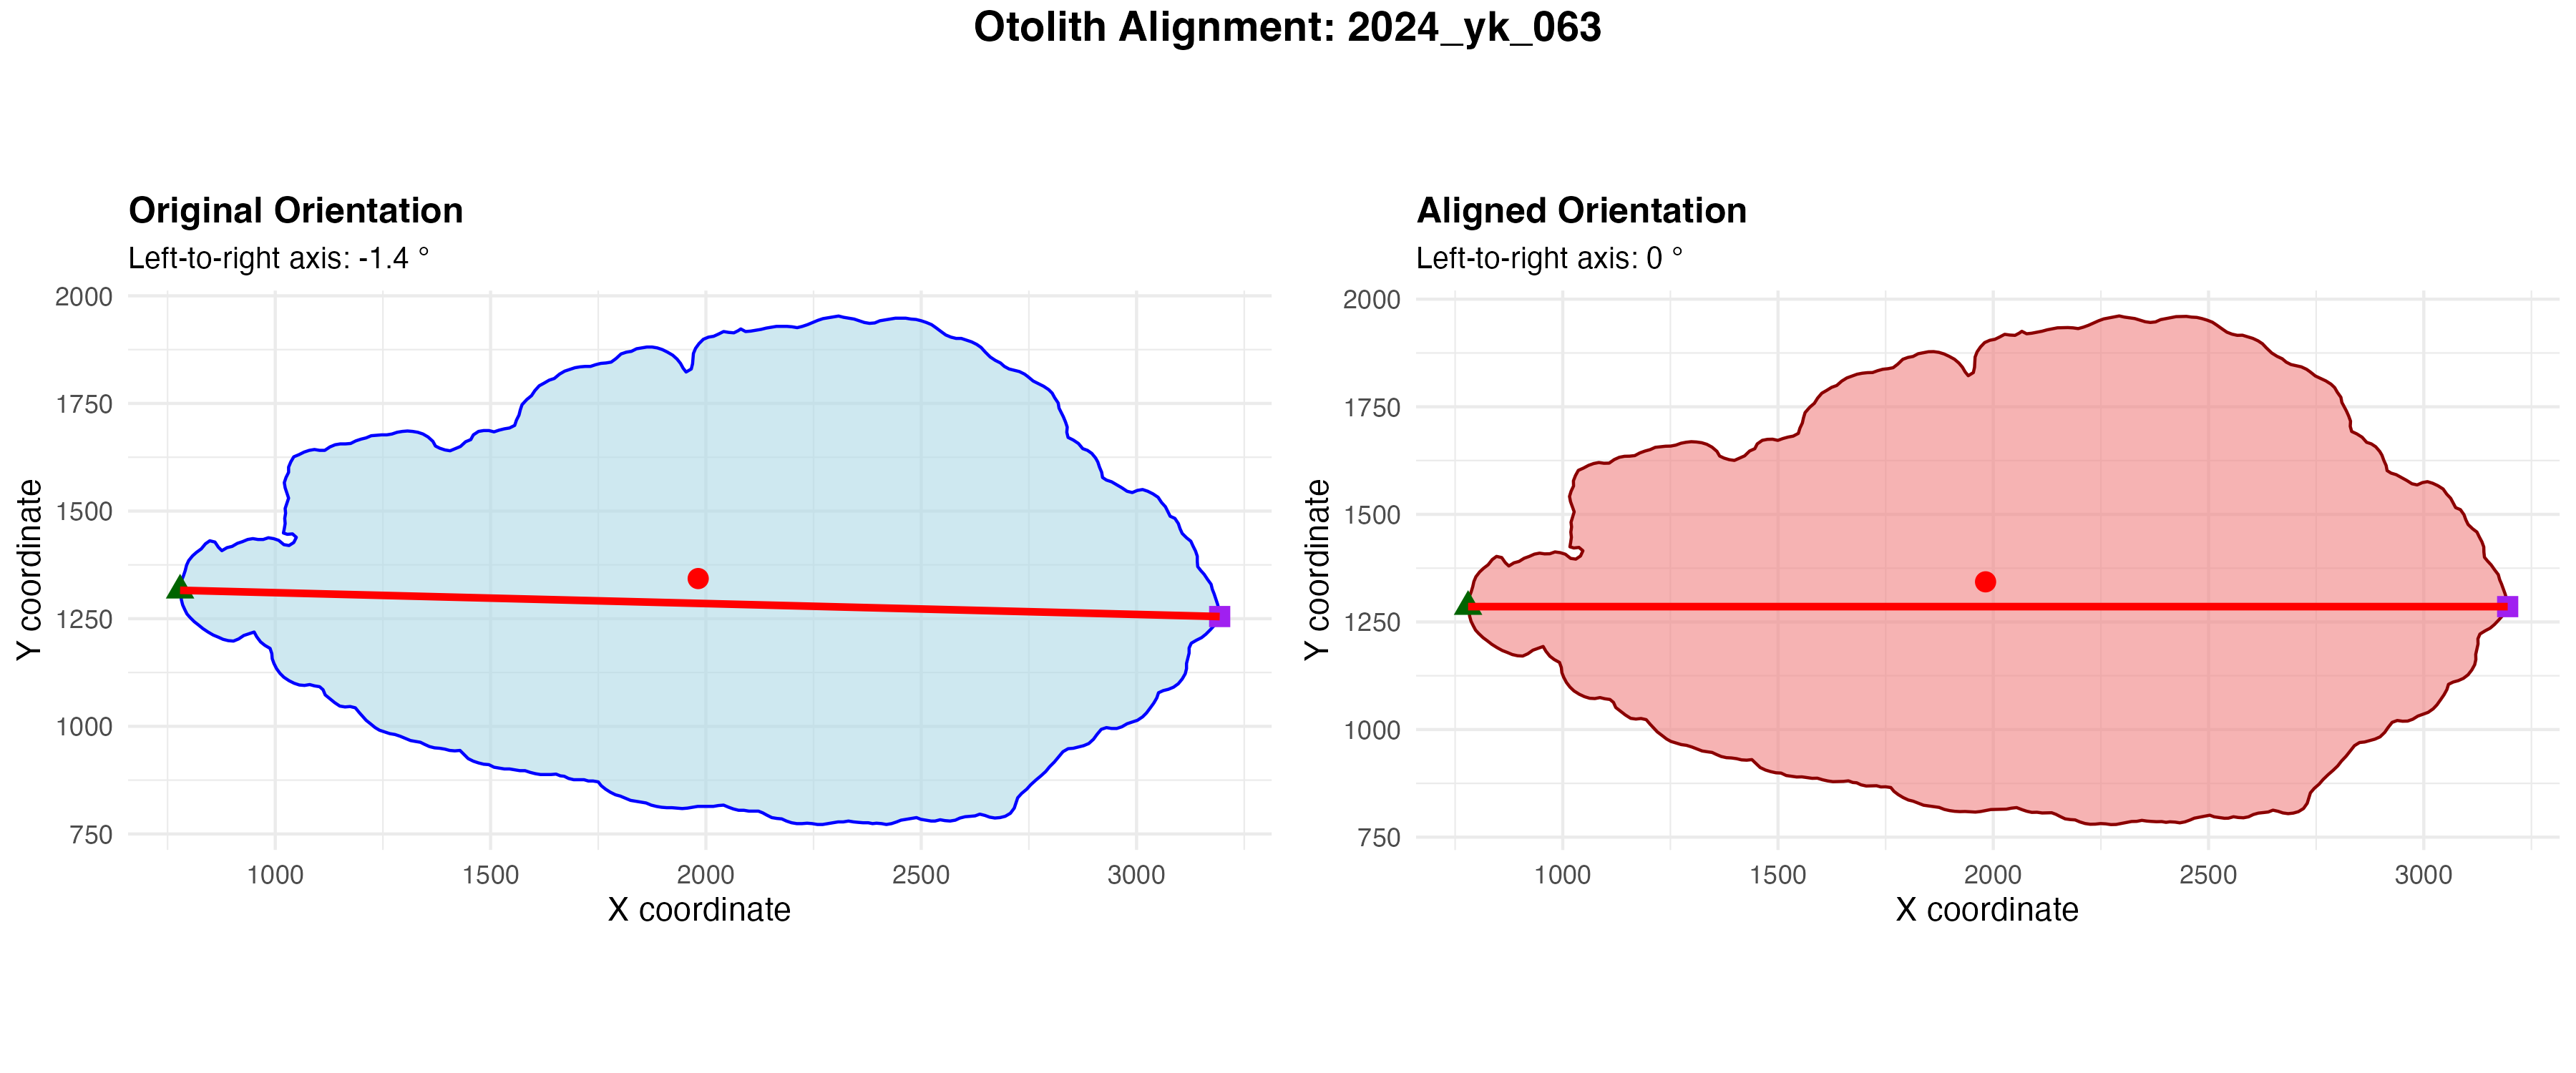 Otolith Alignment: 2024_yk_063
Original Orientation
Left-to-right axis: -1.4 °
2000
1750
1500
1250
1000
750
Y coordinate
1000 1500 2000 2500 3000
X coordinate
Aligned Orientation
Left-to-right axis: 0 °
2000
1750
1500
1250
1000
750
Y coordinate
1000 1500 2000 2500 3000
X coordinate